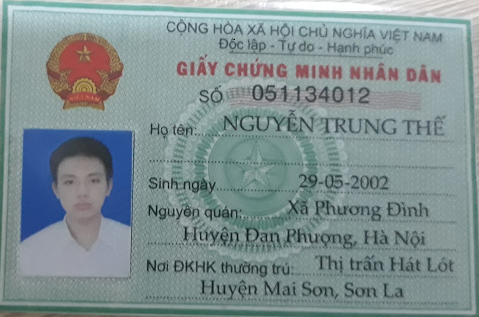 CỘNG HÒA XÃ HỘI CHỦ NGHĨA VIỆT NAM
Độc lập - Tự do - Hạnh phúc
GIẤY CHỨNG MINH NHÂN DÂN
SỐ 051134012
Họ tên: NGUYỄN TRUNG THẾ
Sinh ngày 29-05-2002
Nguyên quán: Xã Phương Đình
Huyện Đan Phượng, Hà Nội
Nơi ĐKHK thường trú: Thị trấn Hát Lót
Huyện Mai Sơn, Sơn La
VIỆT NAM